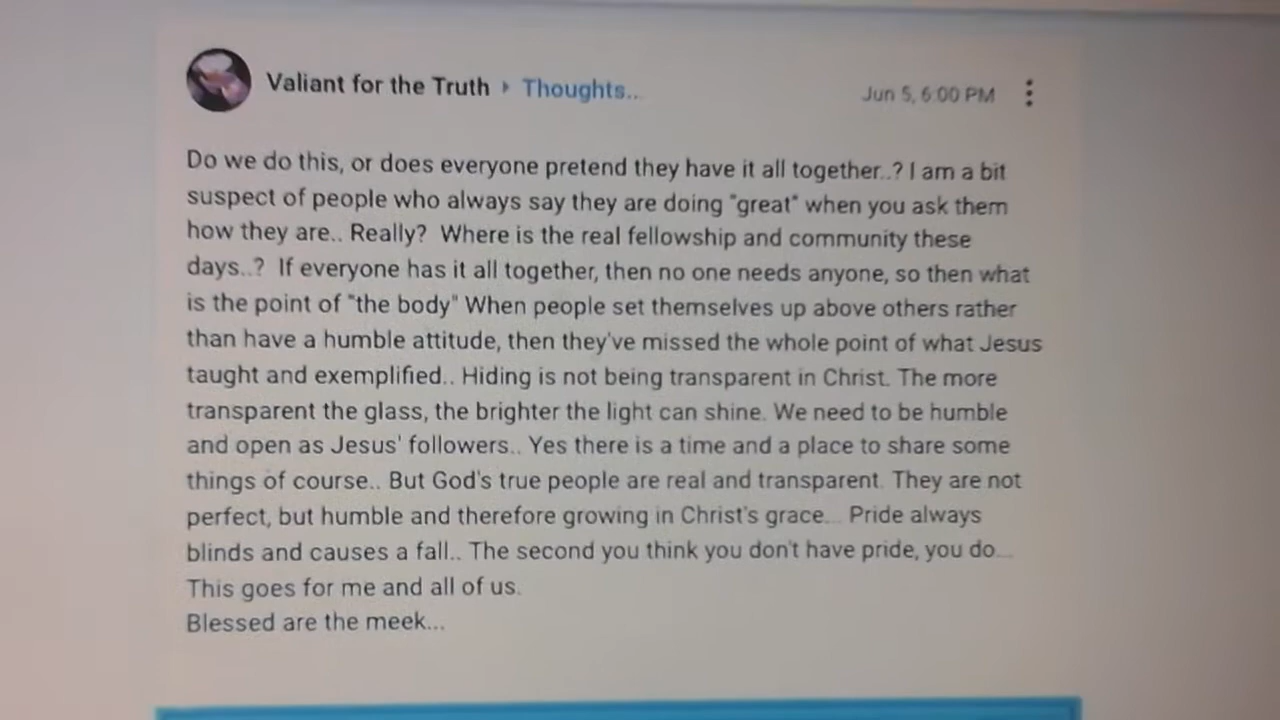 Valiant for the Truth ▸ Thoughts...
Jun 5, 6:00 PM
Do we do this, or does everyone pretend they have it all together..? I am a bit
suspect of people who always say they are doing "great" when you ask them
how they are.. Really? Where is the real fellowship and community these
days..? If everyone has it all together, then no one needs anyone, so then what
is the point of "the body" When people set themselves up above others rather
than have a humble attitude, then they've missed the whole point of what Jesus
taught and exemplified.. Hiding is not being transparent in Christ. The more
transparent the glass, the brighter the light can shine. We need to be humble
and open as Jesus' followers.. Yes there is a time and a place to share some
things of course.. But God's true people are real and transparent. They are not
perfect, but humble and therefore growing in Christ's grace... Pride always
blinds and causes a fall.. The second you think you don't have pride, you do...
This goes for me and all of us.
Blessed are the meek...